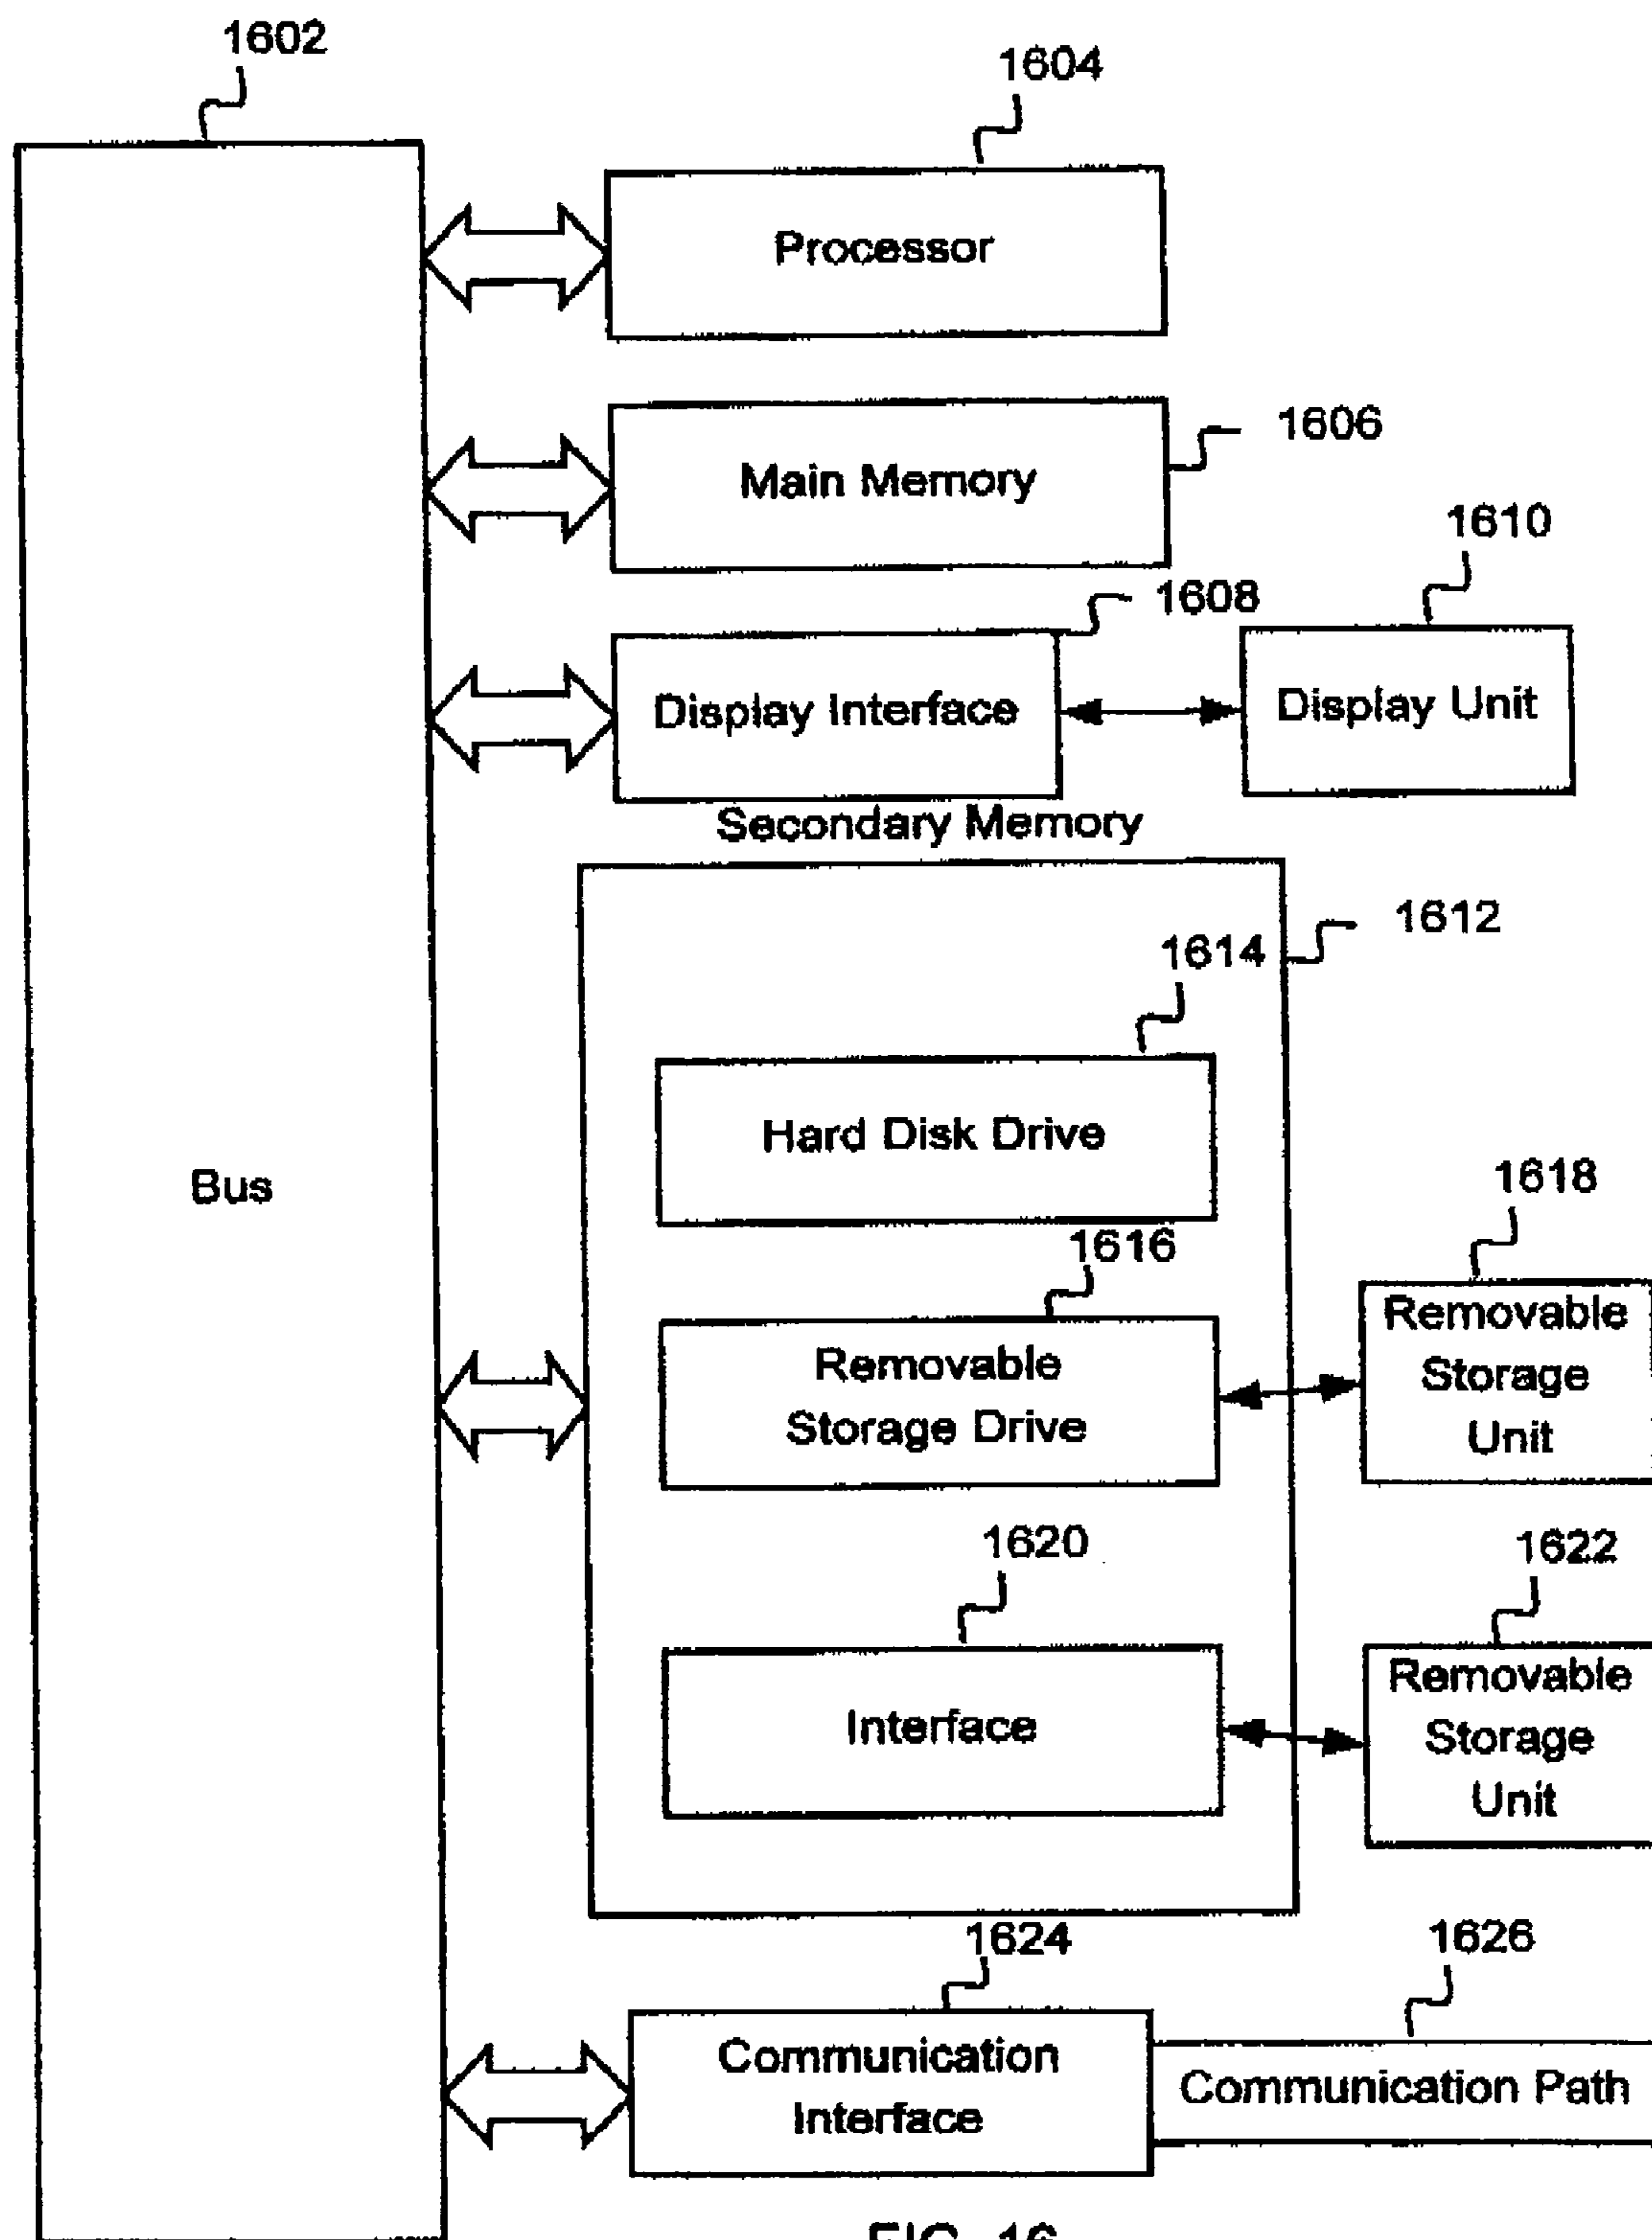 1602
1604
Processor
1606
Main Memory
1610
1608
Display Interface
Display Unit
Secondary Memory
1612
1614
Hard Disk Drive
Bus
1618
1616
Removable
Storage
Unit
Removable
Storage Drive
1620
1622
Interface
Removable
Storage
Unit
1624
1626
Communication
Interface
Communication Path
FIG. 16